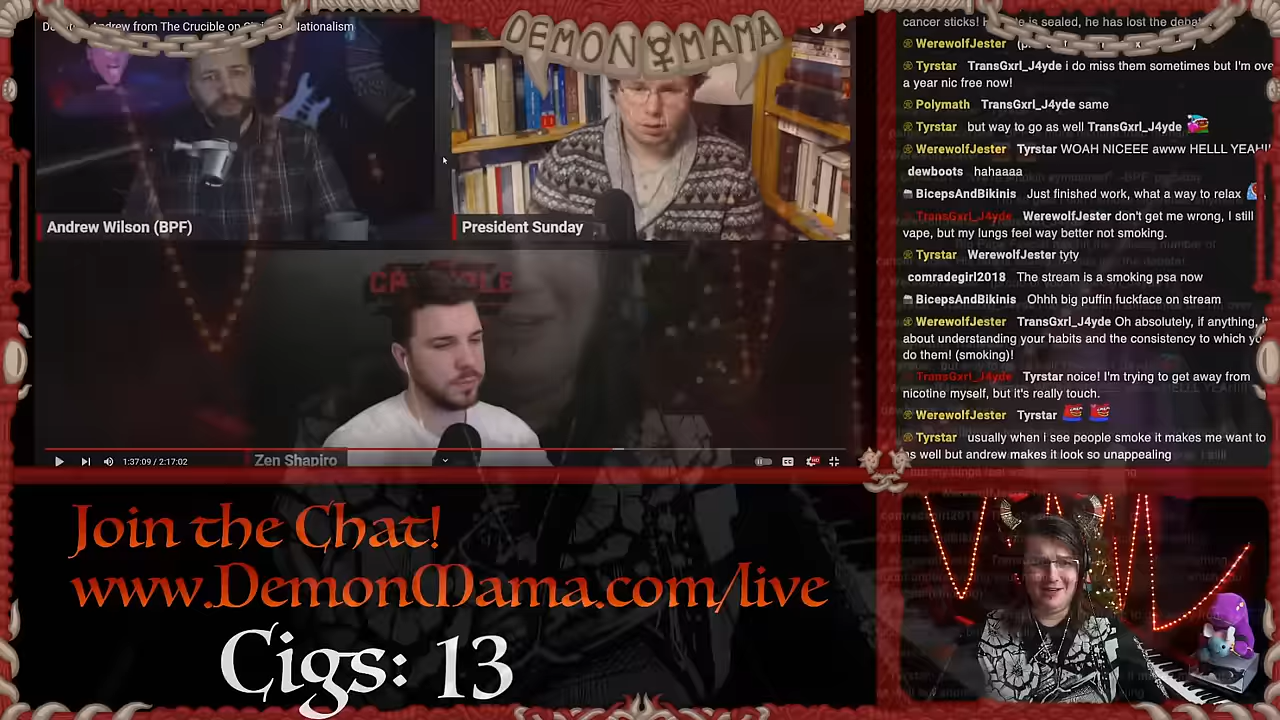 from The Crucible on
Nationalism
DEMON MAMA
Andrew Wilson (BPF)
President Sunday
Zen Shapiro
1:37:09 / 2:17:02
Join the Chat!
www.DemonMama.com/live
Cigs: 13
cancer sticks! is sealed, he has lost the
WerewolfJester
Tyrstar TransGxrl_J4yde i do miss them sometimes but I'm over
a year nic free now!
Polymath TransGxrl_J4yde same
Tyrstar but way to go as well TransGxrl_J4yde
WerewolfJester Tyrstar WOAH NICEEE awww HELLL YEAH!!
dewboots hahaaaa
BicepsAndBikinis Just finished work, what a way to relax
TransGxrl_J4yde WerewolfJester don't get me wrong, I still
vape, but my lungs feel way better not smoking.
Tyrstar WerewolfJester tyty
comradegirl2018 The stream is a smoking psa now
BicepsAndBikinis Ohhh big puffin fuckface on stream
WerewolfJester TransGxrl_J4yde Oh absolutely, if anything,
about understanding your habits and the consistency to which
do them! (smoking)!
TransGxrl_J4yde Tyrstar noice! I'm trying to get away from
nicotine myself, but it's really touch.
WerewolfJester Tyrstar
Tyrstar usually when i see people smoke it makes me want to
as well but andrew makes it look so unappealing